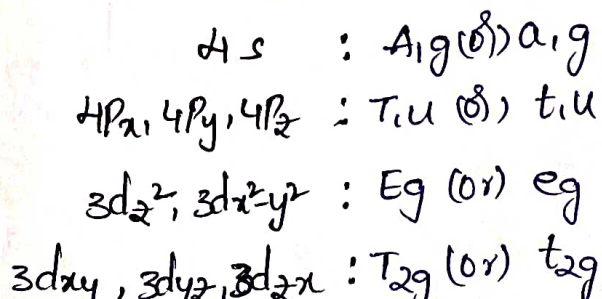 4s : A1g (or) a1g
4Px, 4Py, 4Pz : T1u (or) t1u
3dz², 3dx²-y² : Eg (or) eg
3dxy, 3dyz, 3dzx : T2g (or) t2g